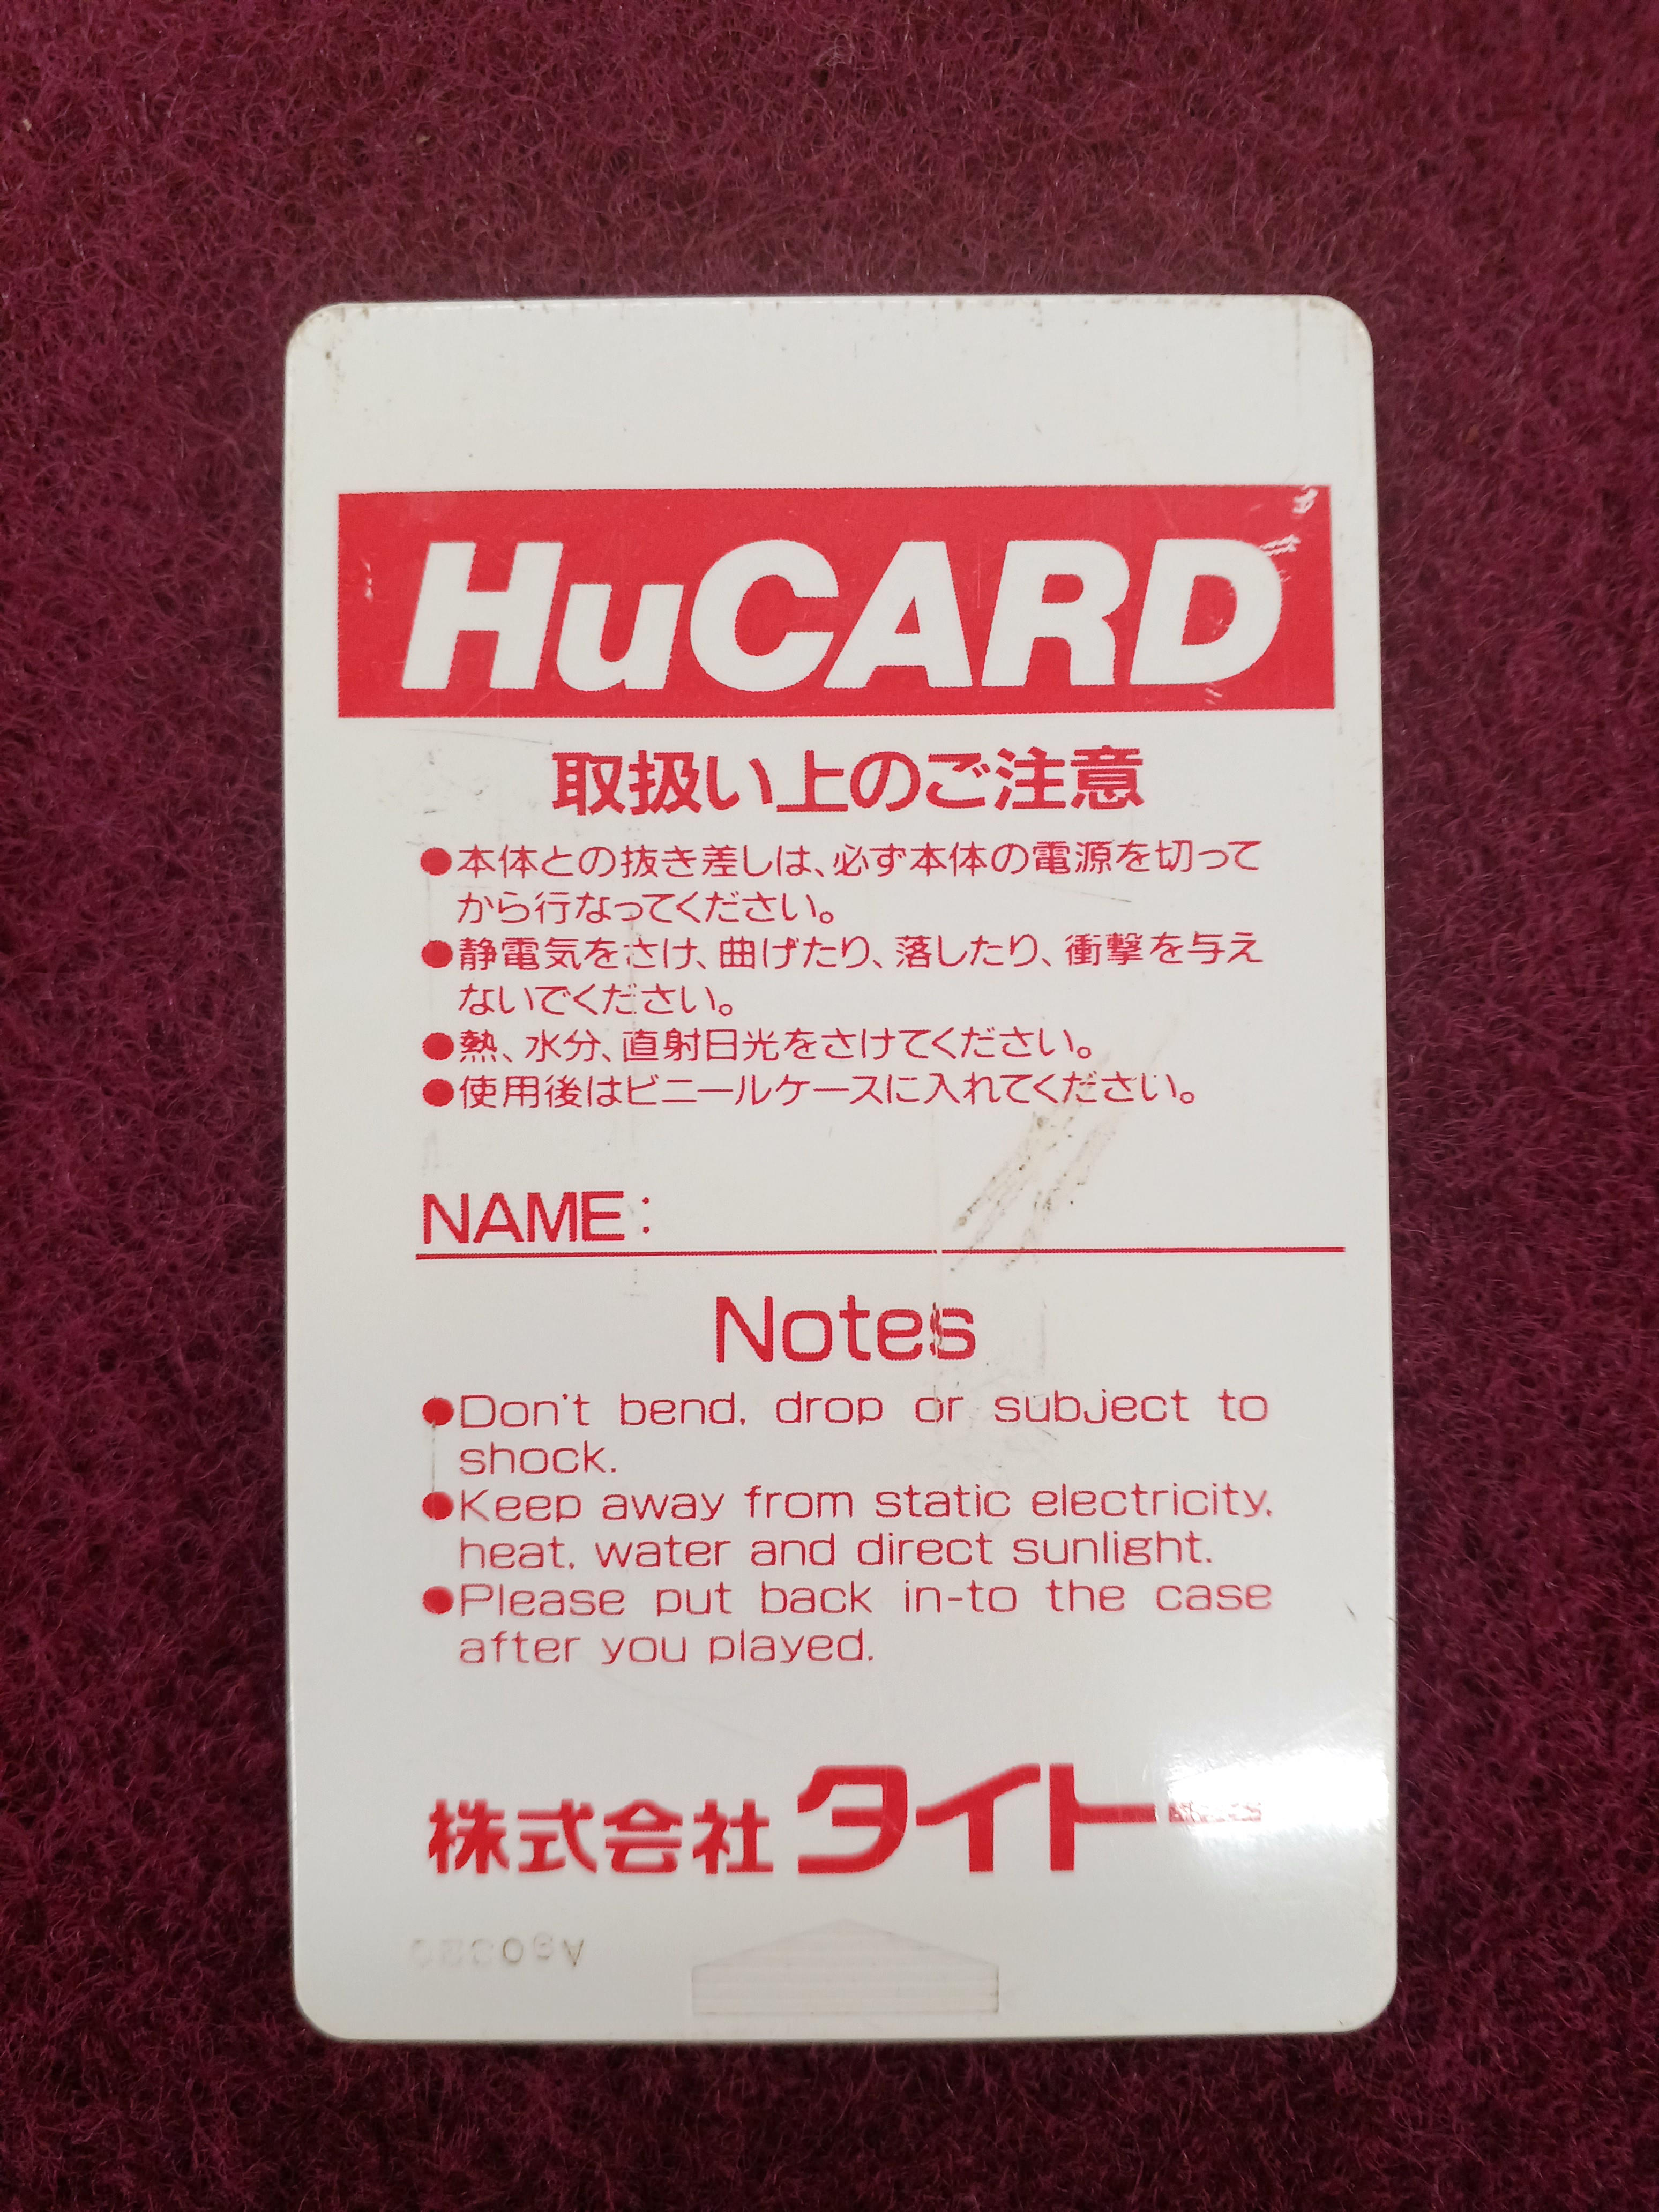 HuCARD
取扱い上のご注意
●本体との抜き差しは、必ず本体の電源を切って
から行なってください。
●静電気をさけ、曲げたり、落したり、衝撃を与え
ないでください。
●熱、水分、直射日光をさけてください。
●使用後はビニールケースに入れてください。
NAME:
Notes
●Don't bend, drop or subject to
shock.
●Keep away from static electricity,
heat, water and direct sunlight.
●Please put back in-to the case
after you played.
株式会社タイトー